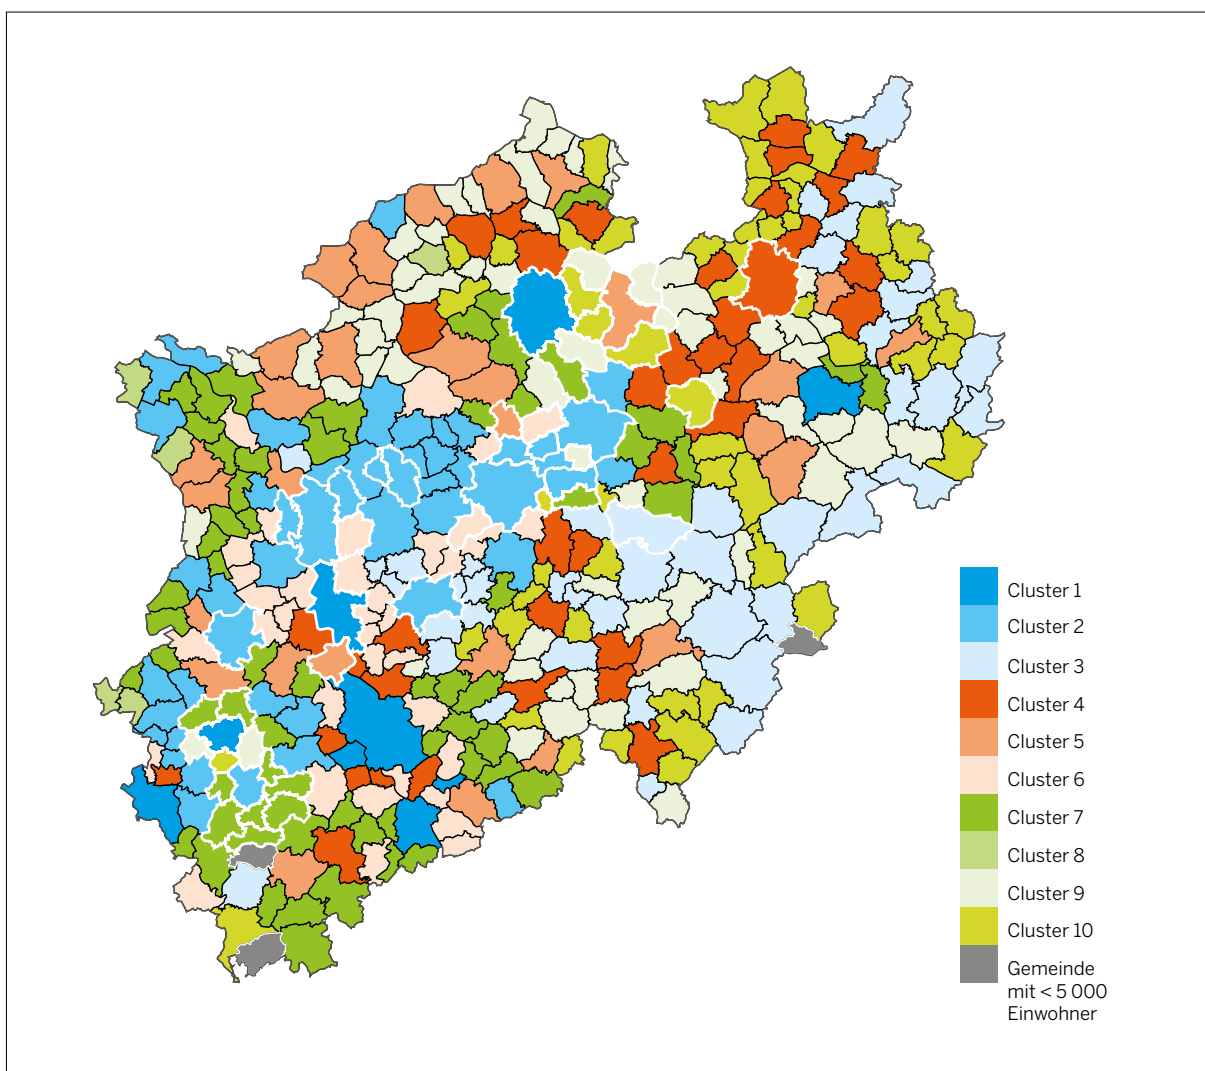 Cluster 1
Cluster 2
Cluster 3
Cluster 4
Cluster 5
Cluster 6
Cluster 7
Cluster 8
Cluster 9
Cluster 10
Gemeinde
mit < 5 000
Einwohner